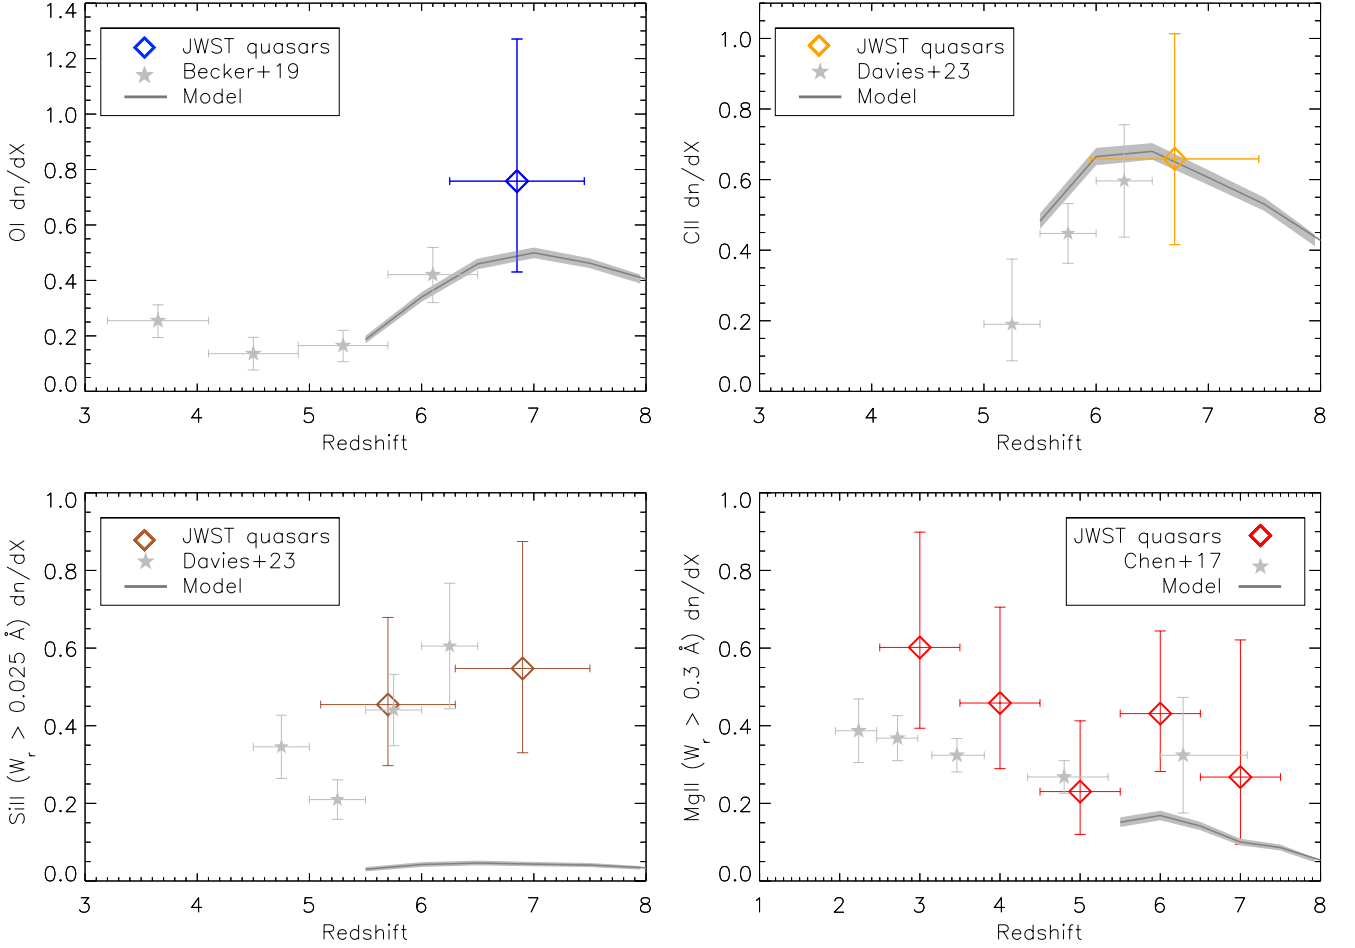 OI dn/dX
1.4
1.2
1.0
0.8
0.6
0.4
0.2
0.0
JWST quasars
Becker+19
Model
3 4 5 6 7 8
Redshift
CII dn/dX
1.0
0.8
0.6
0.4
0.2
0.0
JWST quasars
Davies+23
Model
3 4 5 6 7 8
Redshift
SiII (W_r > 0.025 Å) dn/dX
1.0
0.8
0.6
0.4
0.2
0.0
JWST quasars
Davies+23
Model
3 4 5 6 7 8
Redshift
MgII (W_r > 0.3 Å) dn/dX
1.0
0.8
0.6
0.4
0.2
0.0
JWST quasars
Chen+17
Model
1 2 3 4 5 6 7 8
Redshift